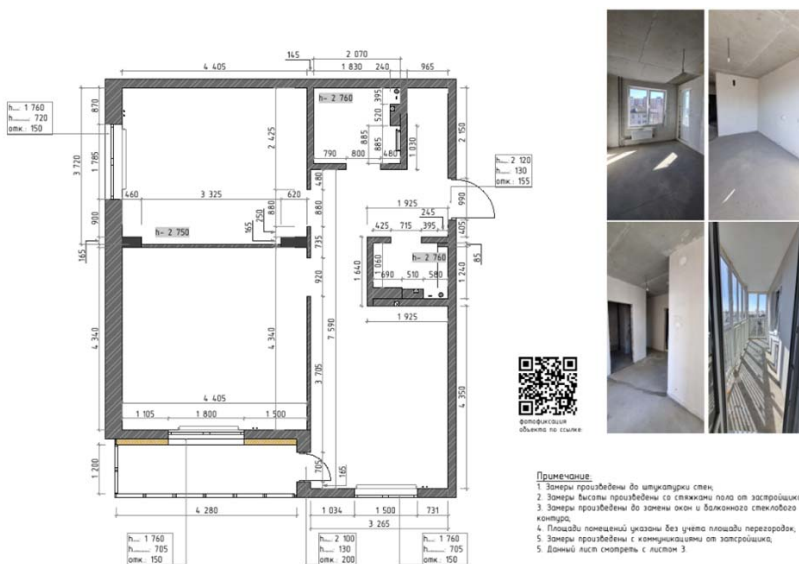 145
2 070
4 405
1 830
240
965
h= 2 760
395
520
885
885
1 030
790
800
480
h... 1 760
h... 720
отк.: 150
870
1 785
3 720
900
165
2 425
460
3 325
620
880
250
165
h= 2 750
480
880
735
920
2 150
h... 2 120
h... 130
отк.: 155
990
405
1 925
245
425
715
395
h= 2 760
1 640
1 060
690
510
580
1 240
85
1 925
4 340
4 340
7 590
3 705
4 350
4 405
1 105
1 800
1 500
1 200
705
165
4 280
1 034
1 500
731
3 265
h... 1 760
h... 705
отк.: 150
h... 2 100
h... 130
отк.: 200
h... 1 760
h... 705
отк.: 150
фотофиксация
объекта по ссылке
Примечание:
1. Замеры произведены до штукатурки стен;
2. Замеры высоты произведены со стяжками пола от застройщика
3. Замеры произведены до замены окон и балконного стеклового
контура;
4. Площади помещений указаны без учёта площади перегородок;
5. Замеры произведены с коммуникациями от застройщика;
5. Данный лист смотреть с листом 3.